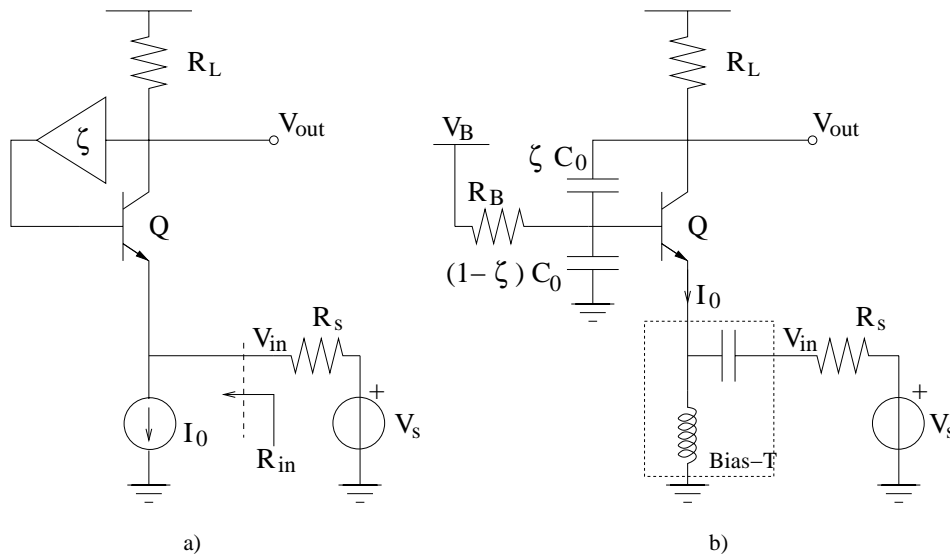 R_L
ζ
V_out
Q
V_in
R_s
+
I_0
R_in
V_s
a)
R_L
V_B
V_out
ζ C_0
R_B
Q
(1−ζ) C_0
I_0
V_in
R_s
+
V_s
Bias−T
b)